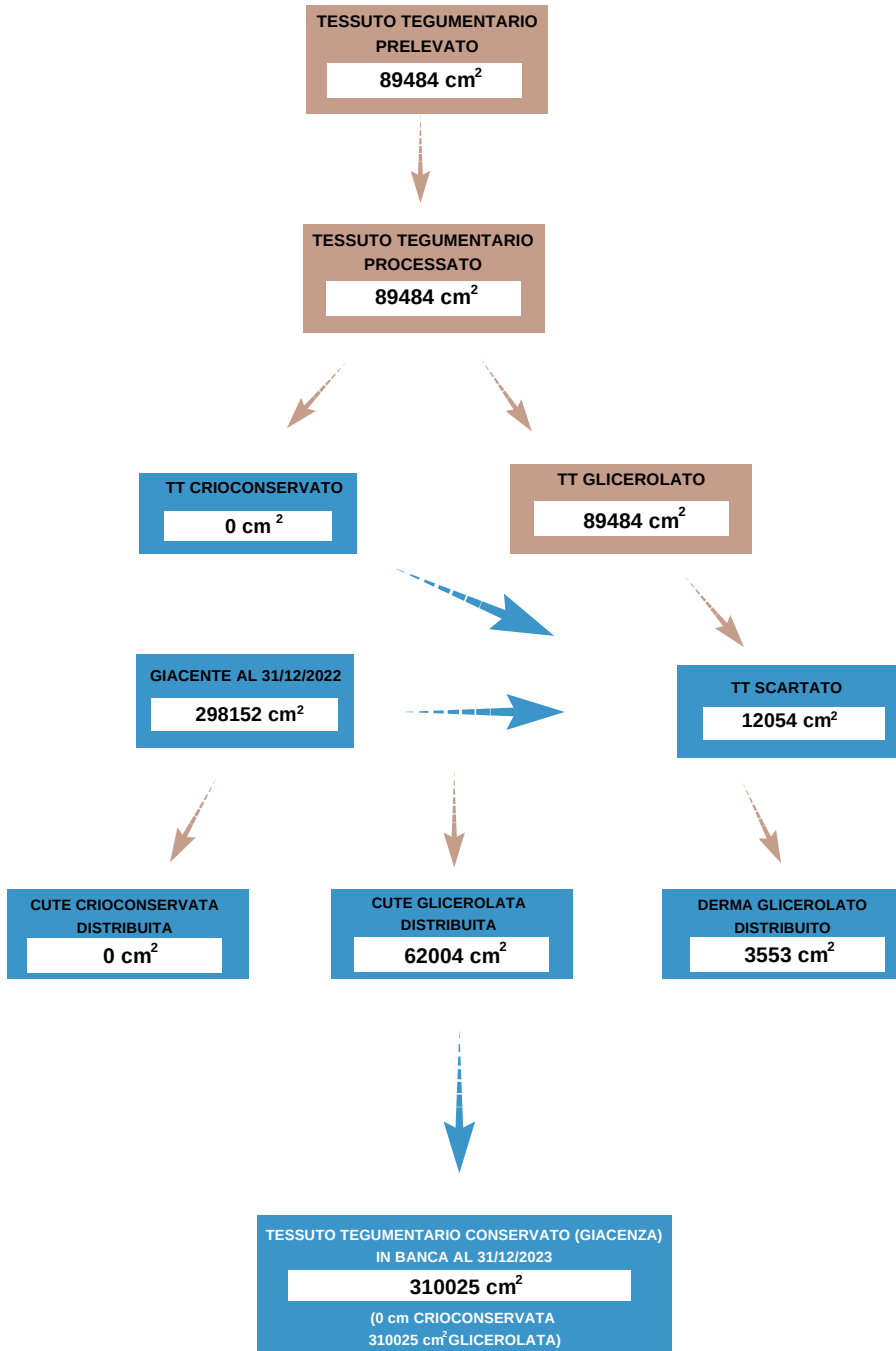 TESSUTO TEGUMENTARIO
PRELEVATO
89484 cm²
TESSUTO TEGUMENTARIO
PROCESSATO
89484 cm²
TT CRIOCONSERVATO
0 cm ²
TT GLICEROLATO
89484 cm²
GIACENTE AL 31/12/2022
298152 cm²
TT SCARTATO
12054 cm²
CUTE CRIOCONSERVATA
DISTRIBUITA
0 cm²
CUTE GLICEROLATA
DISTRIBUITA
62004 cm²
DERMA GLICEROLATO
DISTRIBUITO
3553 cm²
TESSUTO TEGUMENTARIO CONSERVATO (GIACENZA)
IN BANCA AL 31/12/2023
310025 cm²
(0 cm CRIOCONSERVATA
310025 cm² GLICEROLATA)